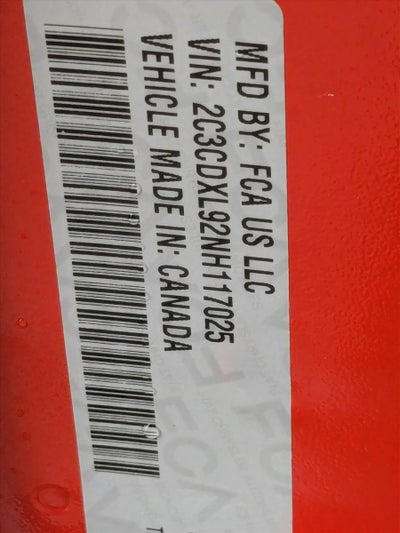 MFD BY: FCA US LLC
VIN: 2C3CDXL92NH117025
VEHICLE MADE IN: CANADA